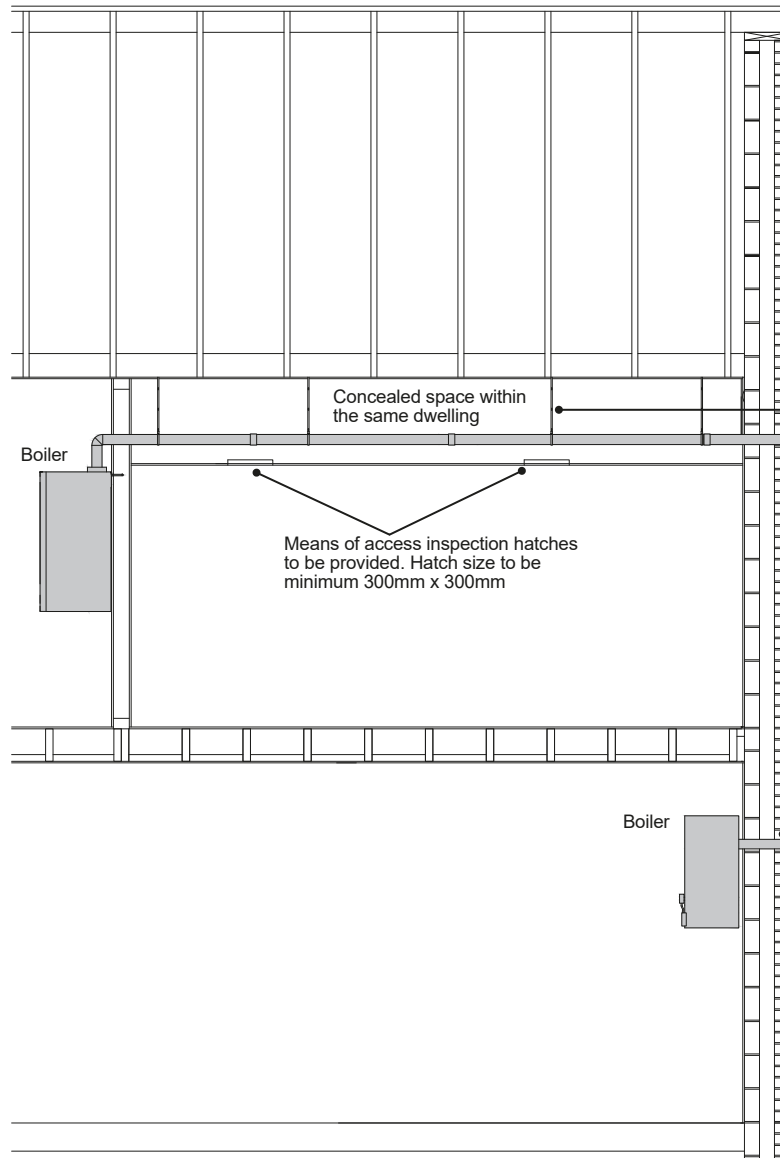 Concealed space within
the same dwelling
Boiler
Means of access inspection hatches
to be provided. Hatch size to be
minimum 300mm x 300mm
Boiler